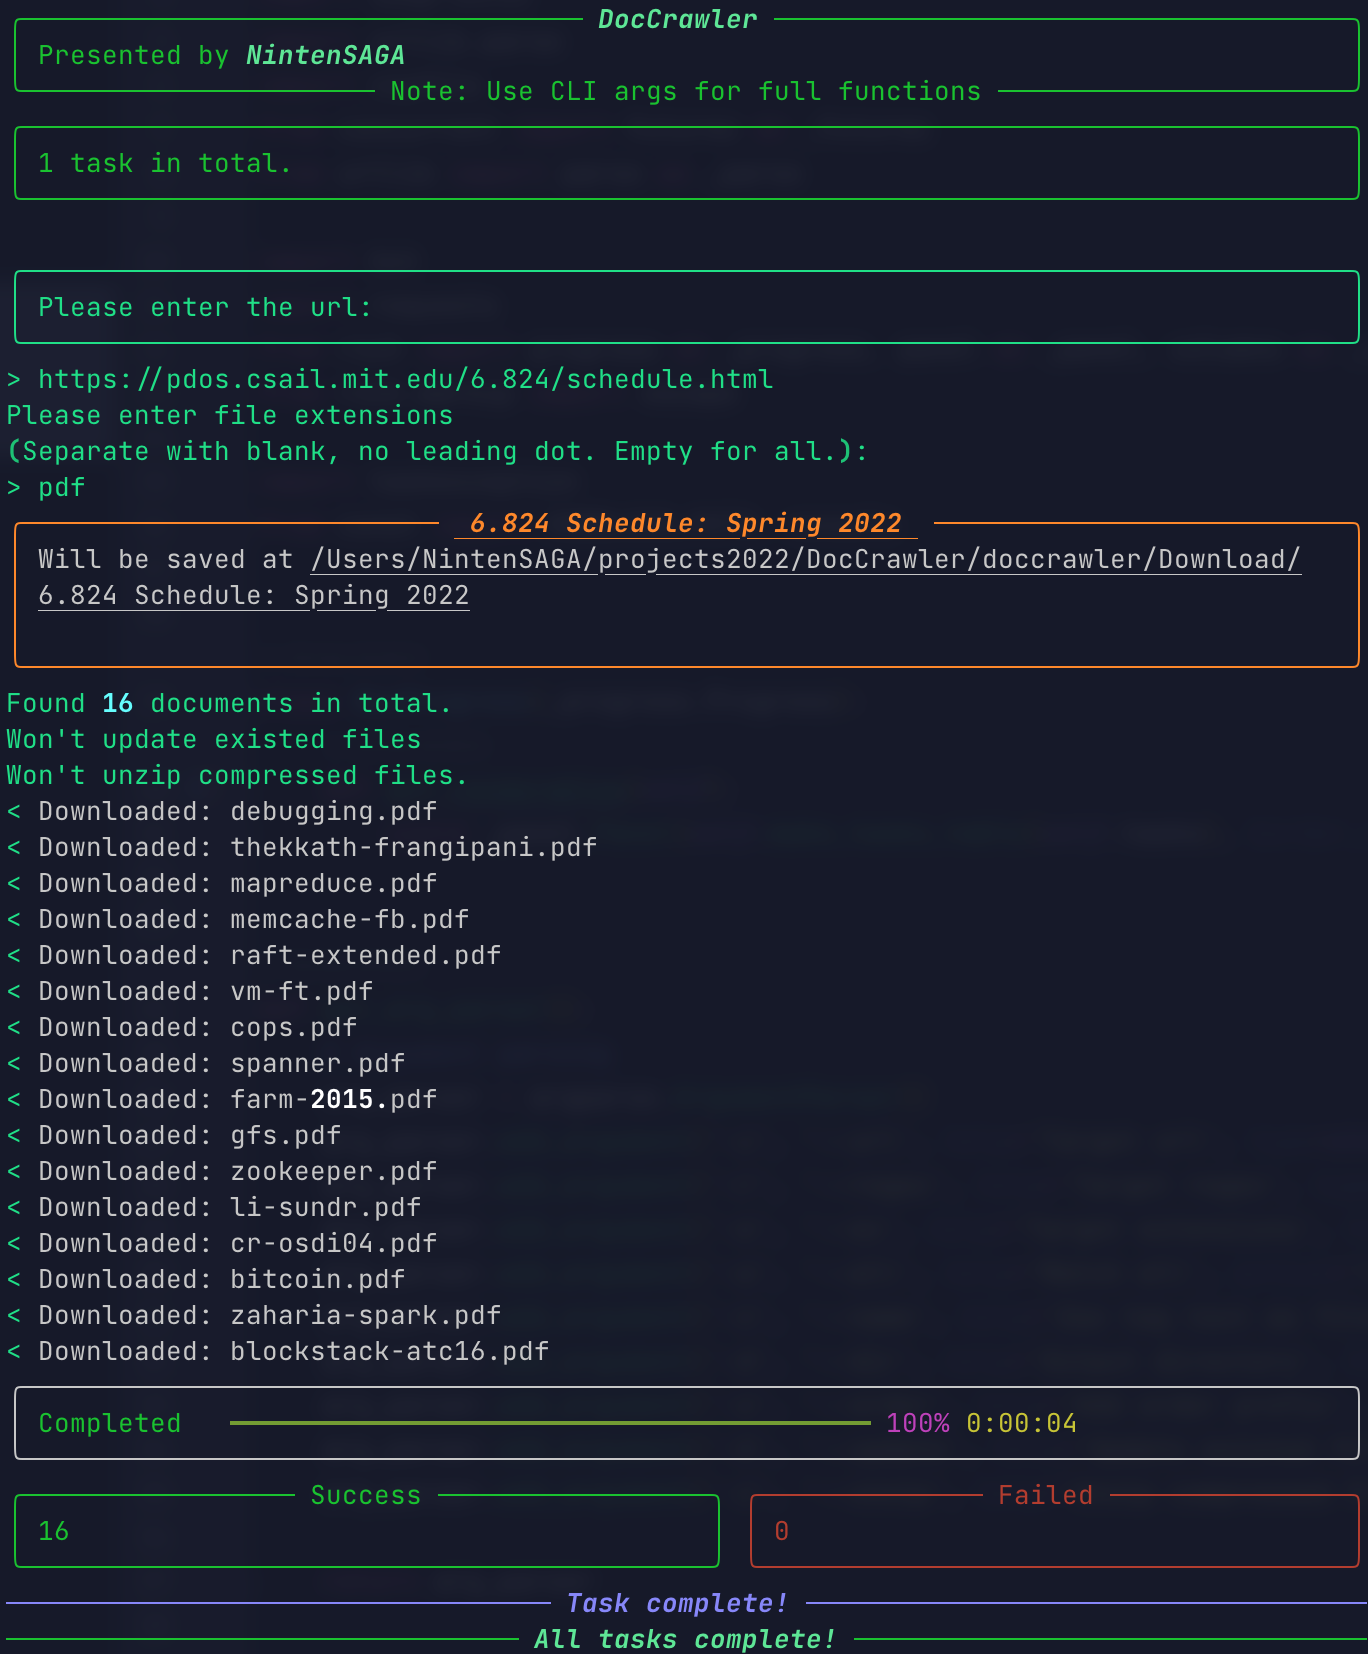 DocCrawler
Presented by NintenSAGA
Note: Use CLI args for full functions
1 task in total.
Please enter the url:
> https://pdos.csail.mit.edu/6.824/schedule.html
Please enter file extensions
(Separate with blank, no leading dot. Empty for all.):
> pdf
6.824 Schedule: Spring 2022
Will be saved at /Users/NintenSAGA/projects2022/DocCrawler/doccrawler/Download/
6.824 Schedule: Spring 2022
Found 16 documents in total.
Won't update existed files
Won't unzip compressed files.
< Downloaded: debugging.pdf
< Downloaded: thekkath-frangipani.pdf
< Downloaded: mapreduce.pdf
< Downloaded: memcache-fb.pdf
< Downloaded: raft-extended.pdf
< Downloaded: vm-ft.pdf
< Downloaded: cops.pdf
< Downloaded: spanner.pdf
< Downloaded: farm-2015.pdf
< Downloaded: gfs.pdf
< Downloaded: zookeeper.pdf
< Downloaded: li-sundr.pdf
< Downloaded: cr-osdi04.pdf
< Downloaded: bitcoin.pdf
< Downloaded: zaharia-spark.pdf
< Downloaded: blockstack-atc16.pdf
Completed 100% 0:00:04
Success
16
Failed
0
Task complete!
All tasks complete!